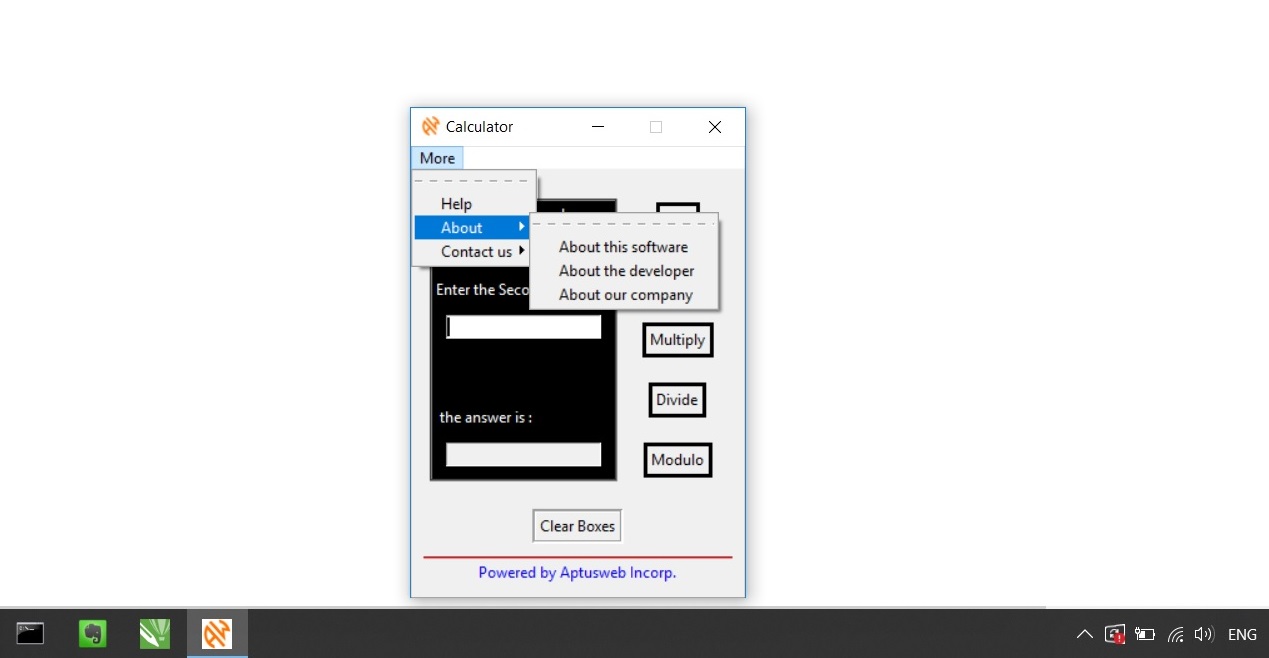 Calculator
More
Help
About
Contact us
About this software
About the developer
About our company
Enter the Seco
Multiply
Divide
the answer is :
Modulo
Clear Boxes
Powered by Aptusweb Incorp.
ENG